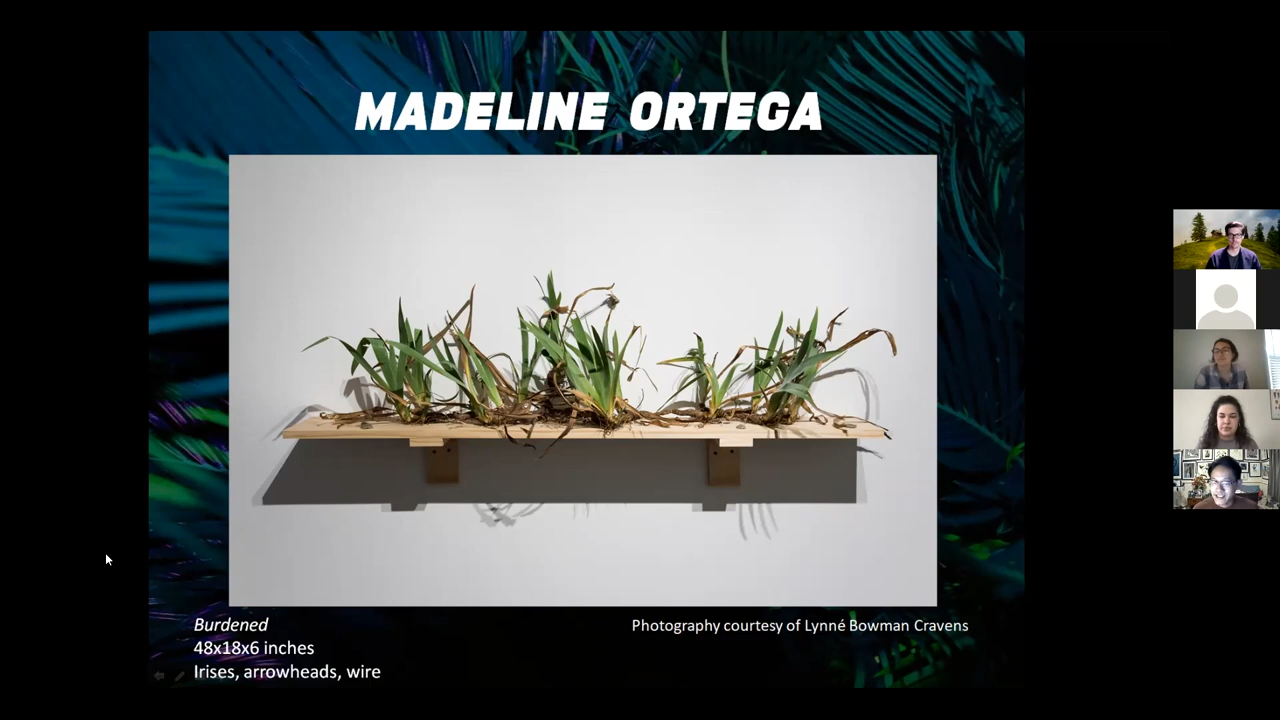 MADELINE ORTEGA
Burdened
48x18x6 inches
Irises, arrowheads, wire
Photography courtesy of Lynné Bowman Cravens